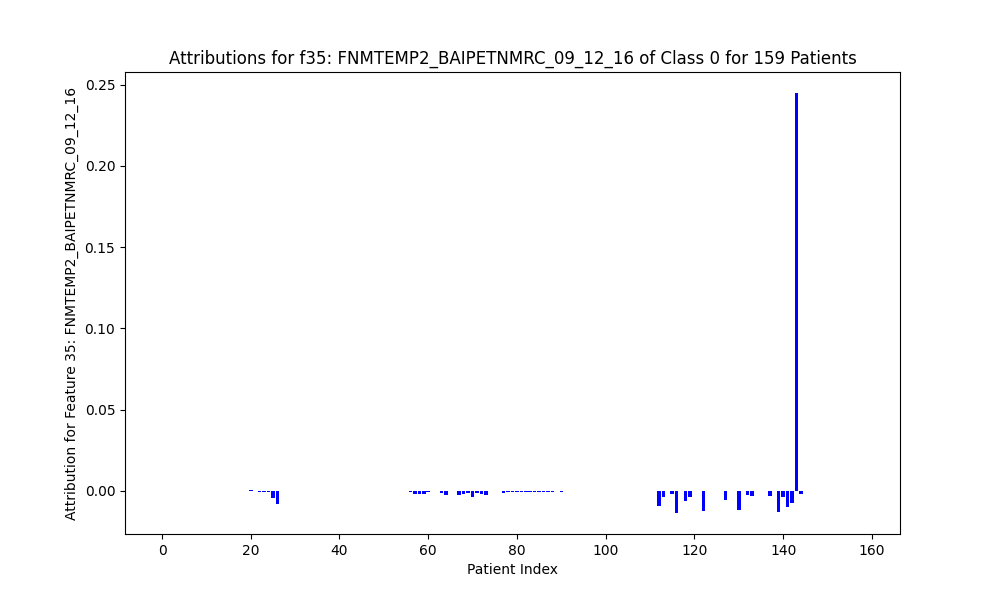 Attributions for f35: FNMTEMP2_BAIPETNMRC_09_12_16 of Class 0 for 159 Patients
Attribution for Feature 35: FNMTEMP2_BAIPETNMRC_09_12_16
0.25
0.20
0.15
0.10
0.05
0.00
0 20 40 60 80 100 120 140 160
Patient Index